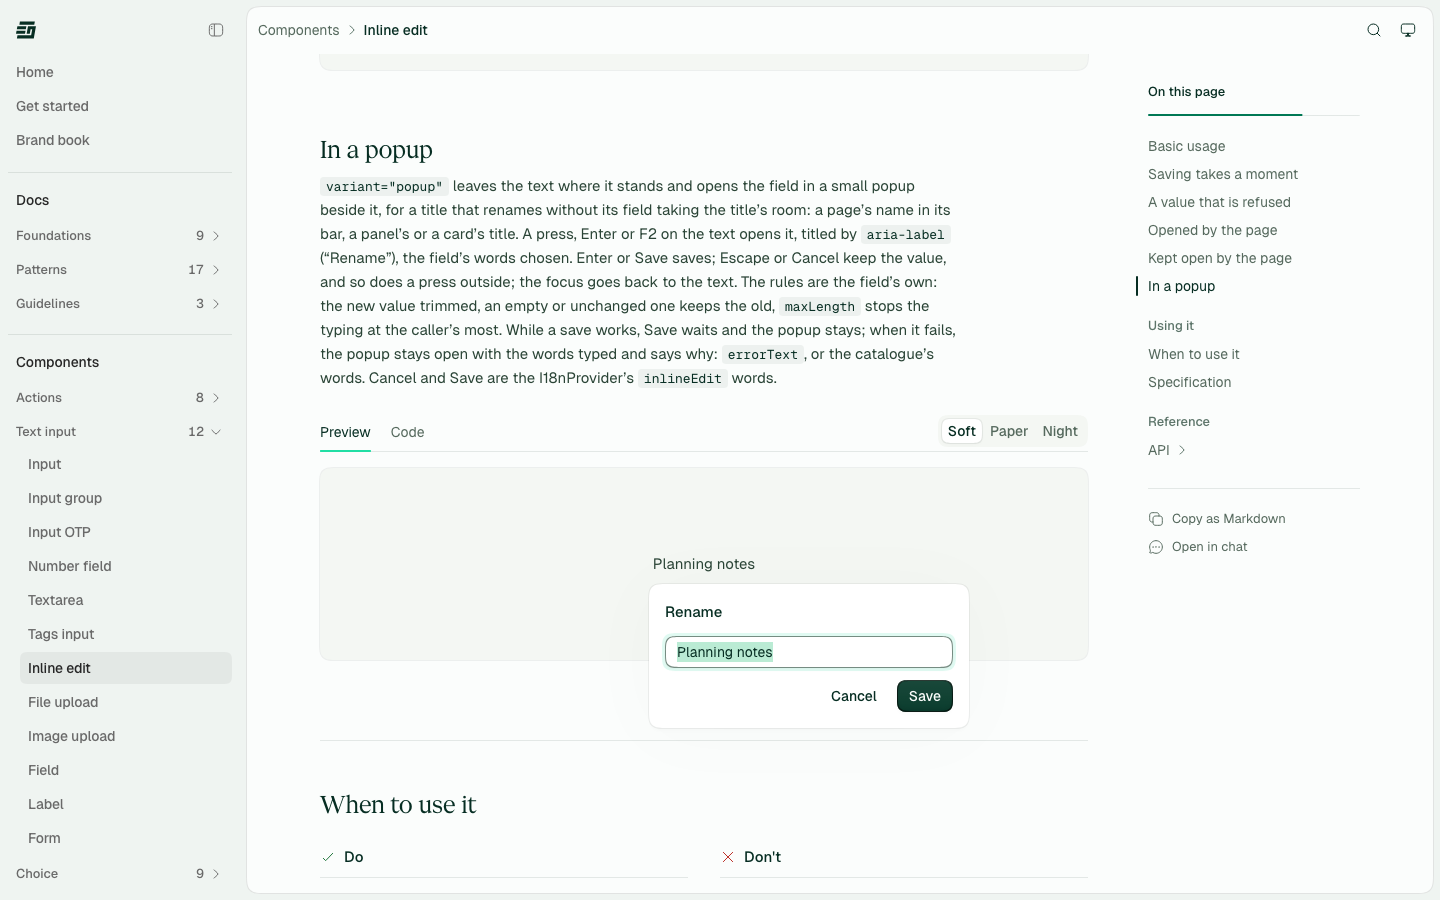 Home
Get started
Brand book
Docs
Foundations 9
Patterns 17
Guidelines 3
Components
Actions 8
Text input 12
Input
Input group
Input OTP
Number field
Textarea
Tags input
Inline edit
File upload
Image upload
Field
Label
Form
Choice 9
Components > Inline edit
In a popup
variant="popup" leaves the text where it stands and opens the field in a small popup
beside it, for a title that renames without its field taking the title’s room: a page’s name in its
bar, a panel’s or a card’s title. A press, Enter or F2 on the text opens it, titled by aria-label
(“Rename”), the field’s words chosen. Enter or Save saves; Escape or Cancel keep the value,
and so does a press outside; the focus goes back to the text. The rules are the field’s own:
the new value trimmed, an empty or unchanged one keeps the old, maxLength stops the
typing at the caller’s most. While a save works, Save waits and the popup stays; when it fails,
the popup stays open with the words typed and says why: errorText, or the catalogue’s
words. Cancel and Save are the I18nProvider’s inlineEdit words.
Preview Code
Soft Paper Night
Planning notes
Rename
Planning notes
Cancel Save
When to use it
Do
Don't
On this page
Basic usage
Saving takes a moment
A value that is refused
Opened by the page
Kept open by the page
In a popup
Using it
When to use it
Specification
Reference
API
Copy as Markdown
Open in chat